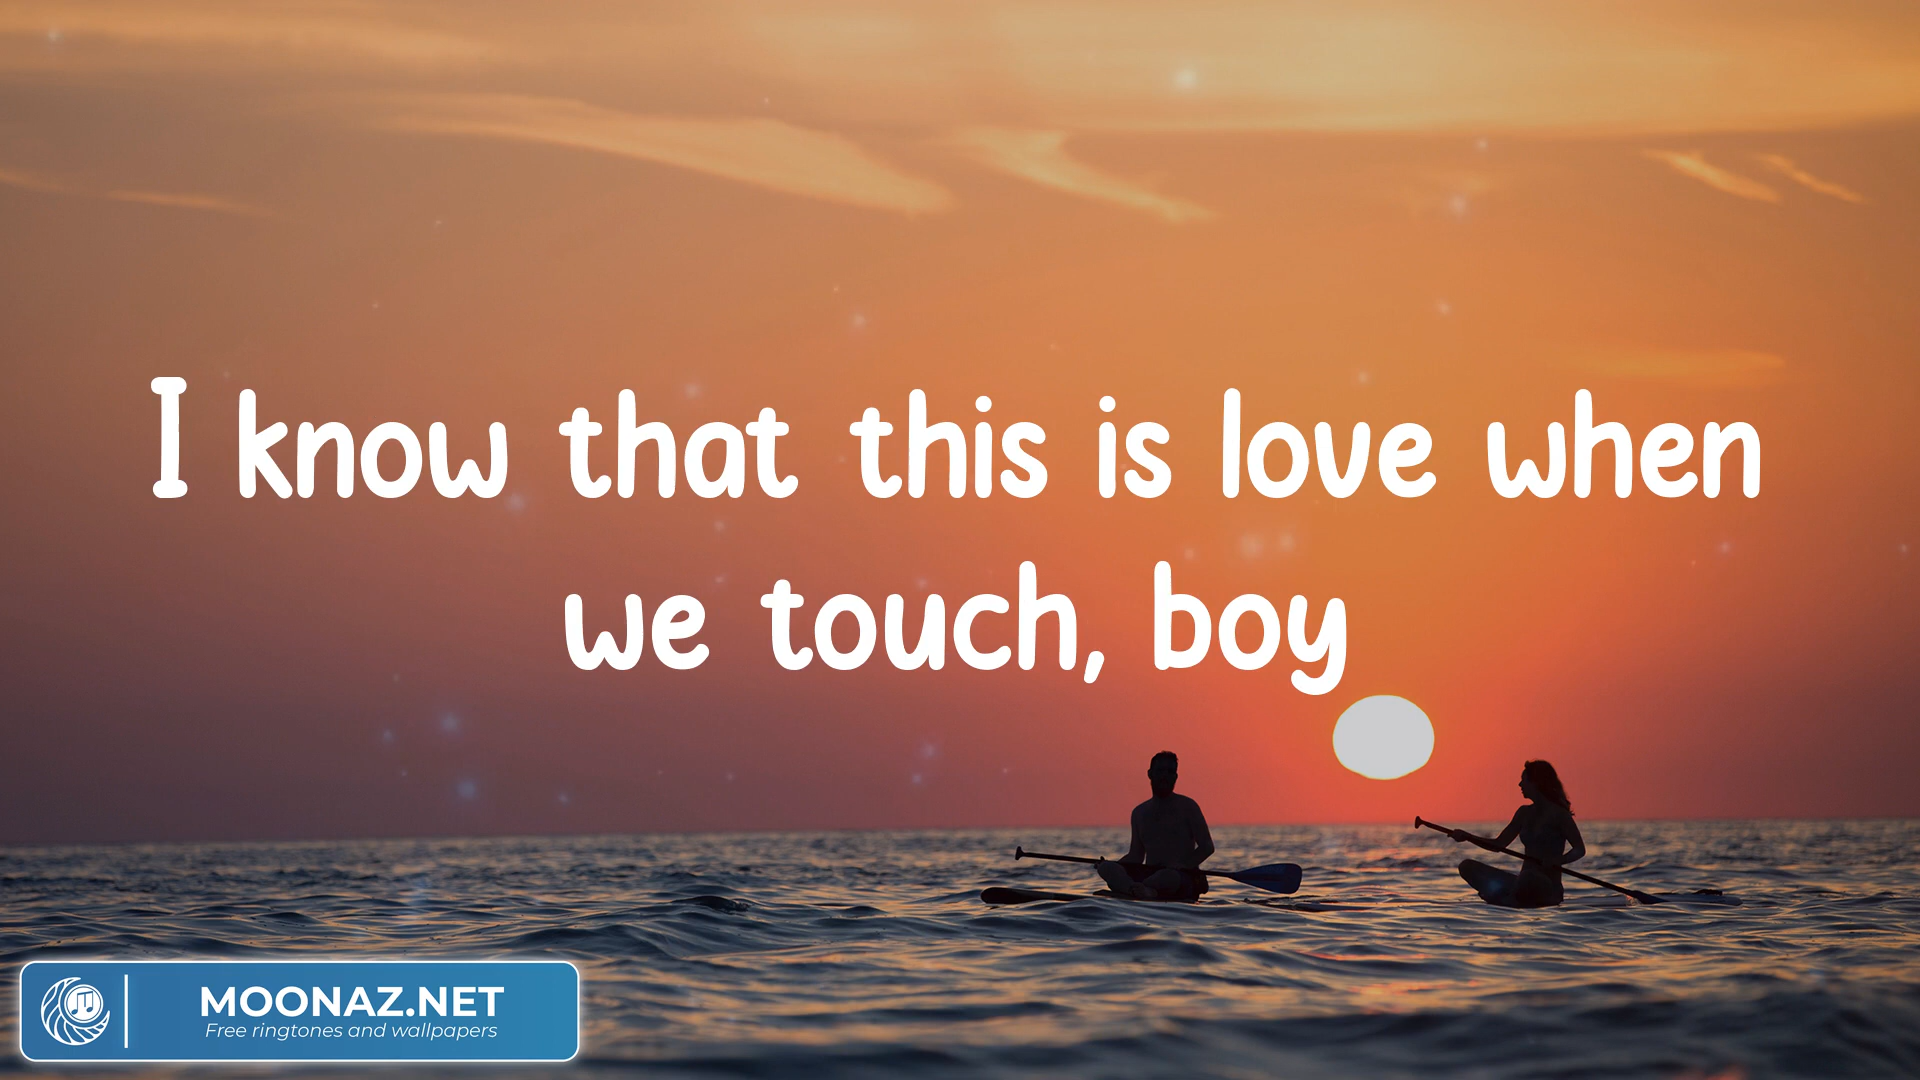 I know that this is love when
we touch, boy
MOONAZ.NET
Free ringtones and wallpapers